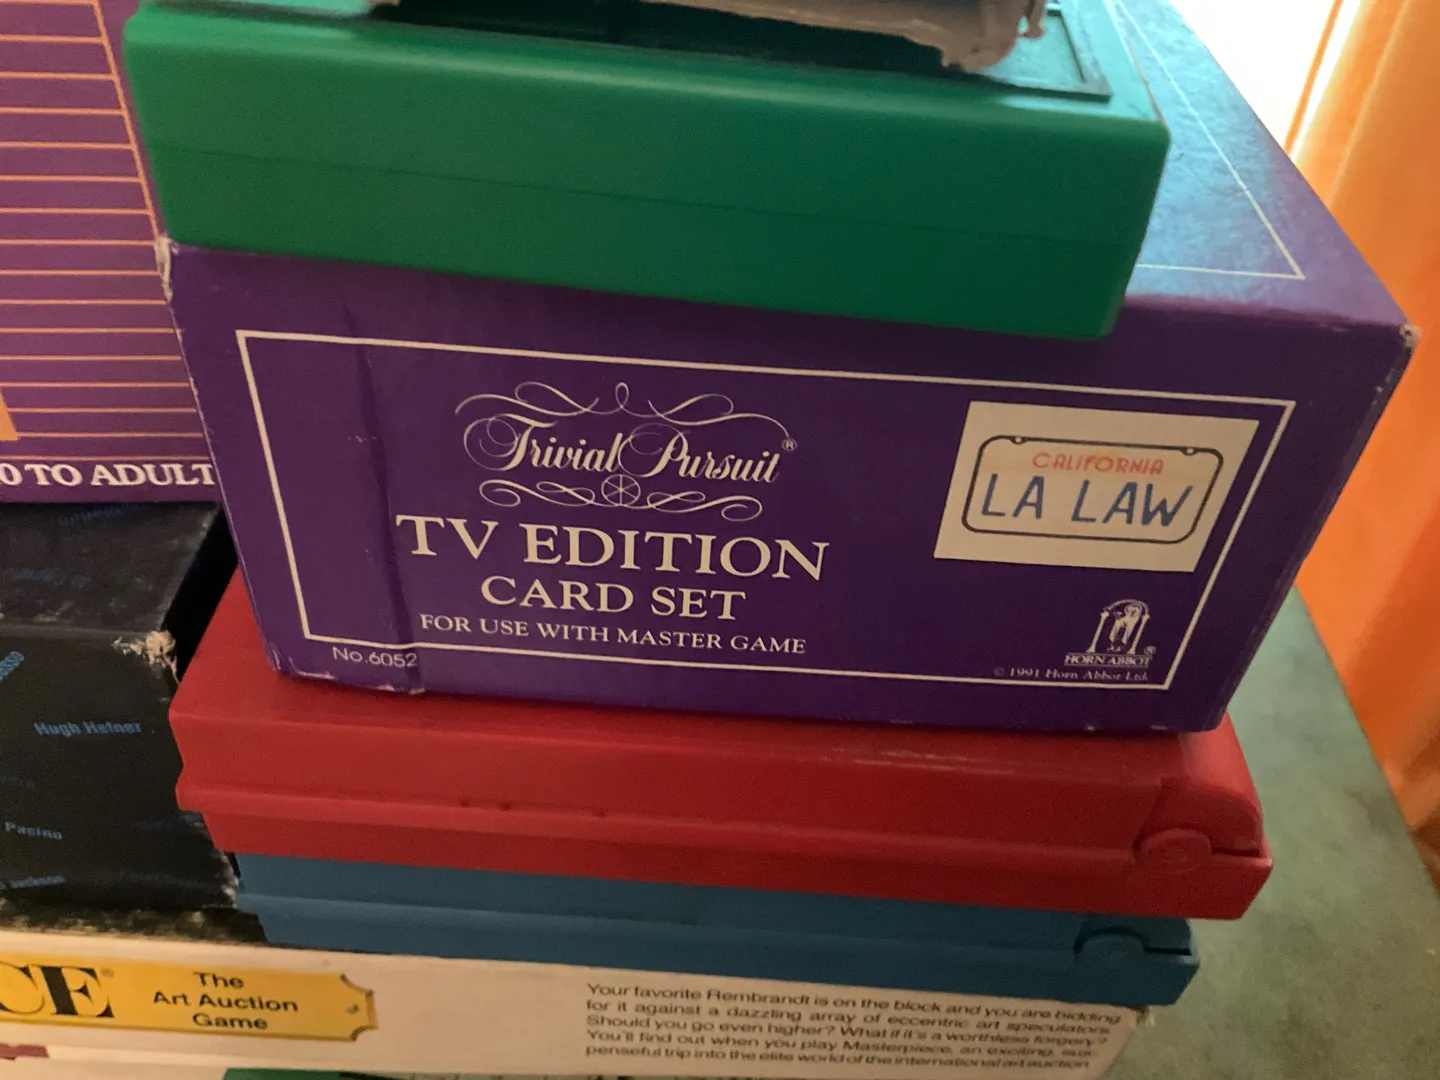 0 TO ADULT
Trivial Pursuit®
TV EDITION
CARD SET
FOR USE WITH MASTER GAME
No.6052
CALIFORNIA
LA LAW
HORN ABBOT ®
© 1991 Horn Abbot Ltd.
Hugh Hefner
Pacino
CE®
The
Art Auction
Game
Your favorite Rembrandt is on the block and you are bidding
for it against a dazzling array of eccentric art speculators.
Should you go even higher? What if it's a worthless forgery?
You'll find out when you play Masterpiece, an exciting, sus-
penseful trip into the elite world of the international art auction.